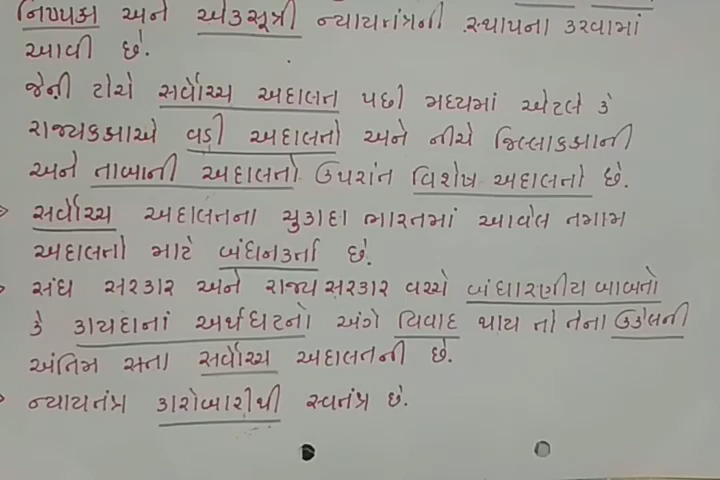 નિષ્પક્ષ અને એકસૂત્રી ન્યાયતંત્રની સ્થાપના કરવામાં
આવી છે.
જેની ટોચે સર્વોચ્ચ અદાલત પછી મધ્યમાં એટલે કે
રાજ્યકક્ષાએ વડી અદાલતો અને નીચે જિલ્લાકક્ષાની
અને તાબાની અદાલતો ઉપરાંત વિશેષ અદાલતો છે.
સર્વોચ્ચ અદાલતના ચુકાદા ભારતમાં આવેલ તમામ
અદાલતો માટે બંધનકર્તા છે.
સંઘ સરકાર અને રાજ્ય સરકાર વચ્ચે બંધારણીય બાબતો
કે કાયદાનાં અર્થઘટનો અંગે વિવાદ થાય તો તેના ઉકેલની
અંતિમ સત્તા સર્વોચ્ચ અદાલતની છે.
ન્યાયતંત્ર કારોબારીથી સ્વતંત્ર છે.